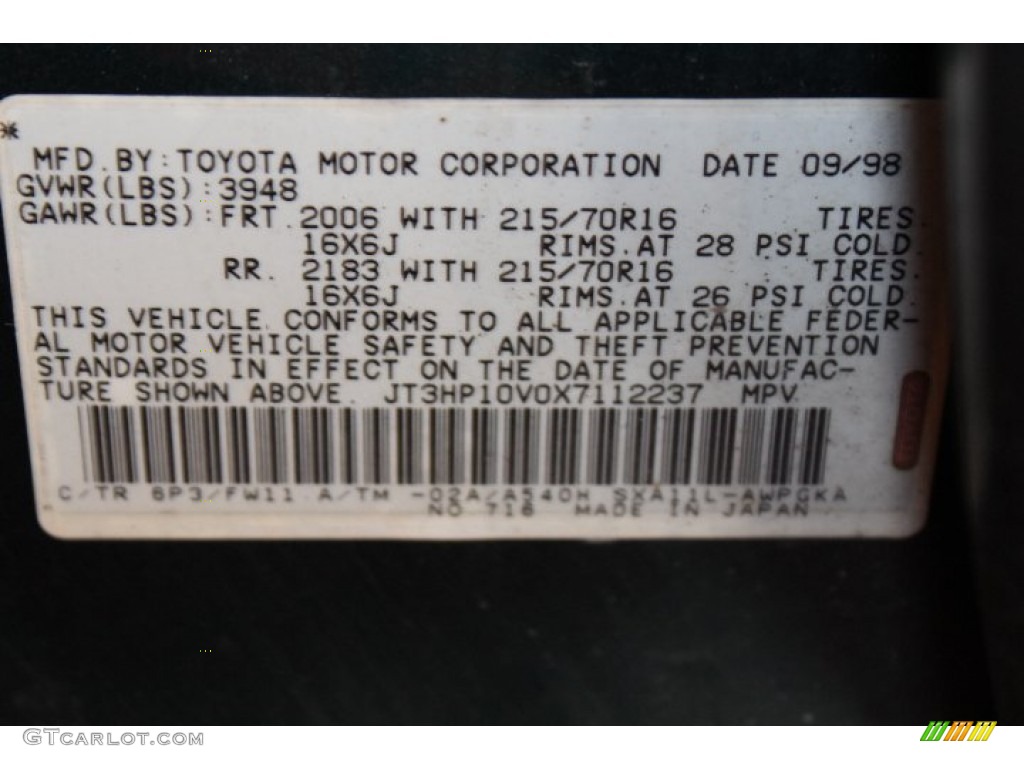 MFD. BY: TOYOTA MOTOR CORPORATION DATE 09/98
GVWR(LBS): 3948
GAWR(LBS): FRT. 2006 WITH 215/70R16 TIRES.
16X6J RIMS. AT 28 PSI COLD.
RR. 2183 WITH 215/70R16 TIRES.
16X6J RIMS. AT 26 PSI COLD.
THIS VEHICLE CONFORMS TO ALL APPLICABLE FEDER-
AL MOTOR VEHICLE SAFETY AND THEFT PREVENTION
STANDARDS IN EFFECT ON THE DATE OF MANUFAC-
TURE SHOWN ABOVE. JT3HP10V0X7112237 MPV
C/TR 6P3/FW11 A/TM -02A/A540H SXA11L-AWPGKA
NO 716 MADE IN JAPAN
GTCarlot.com